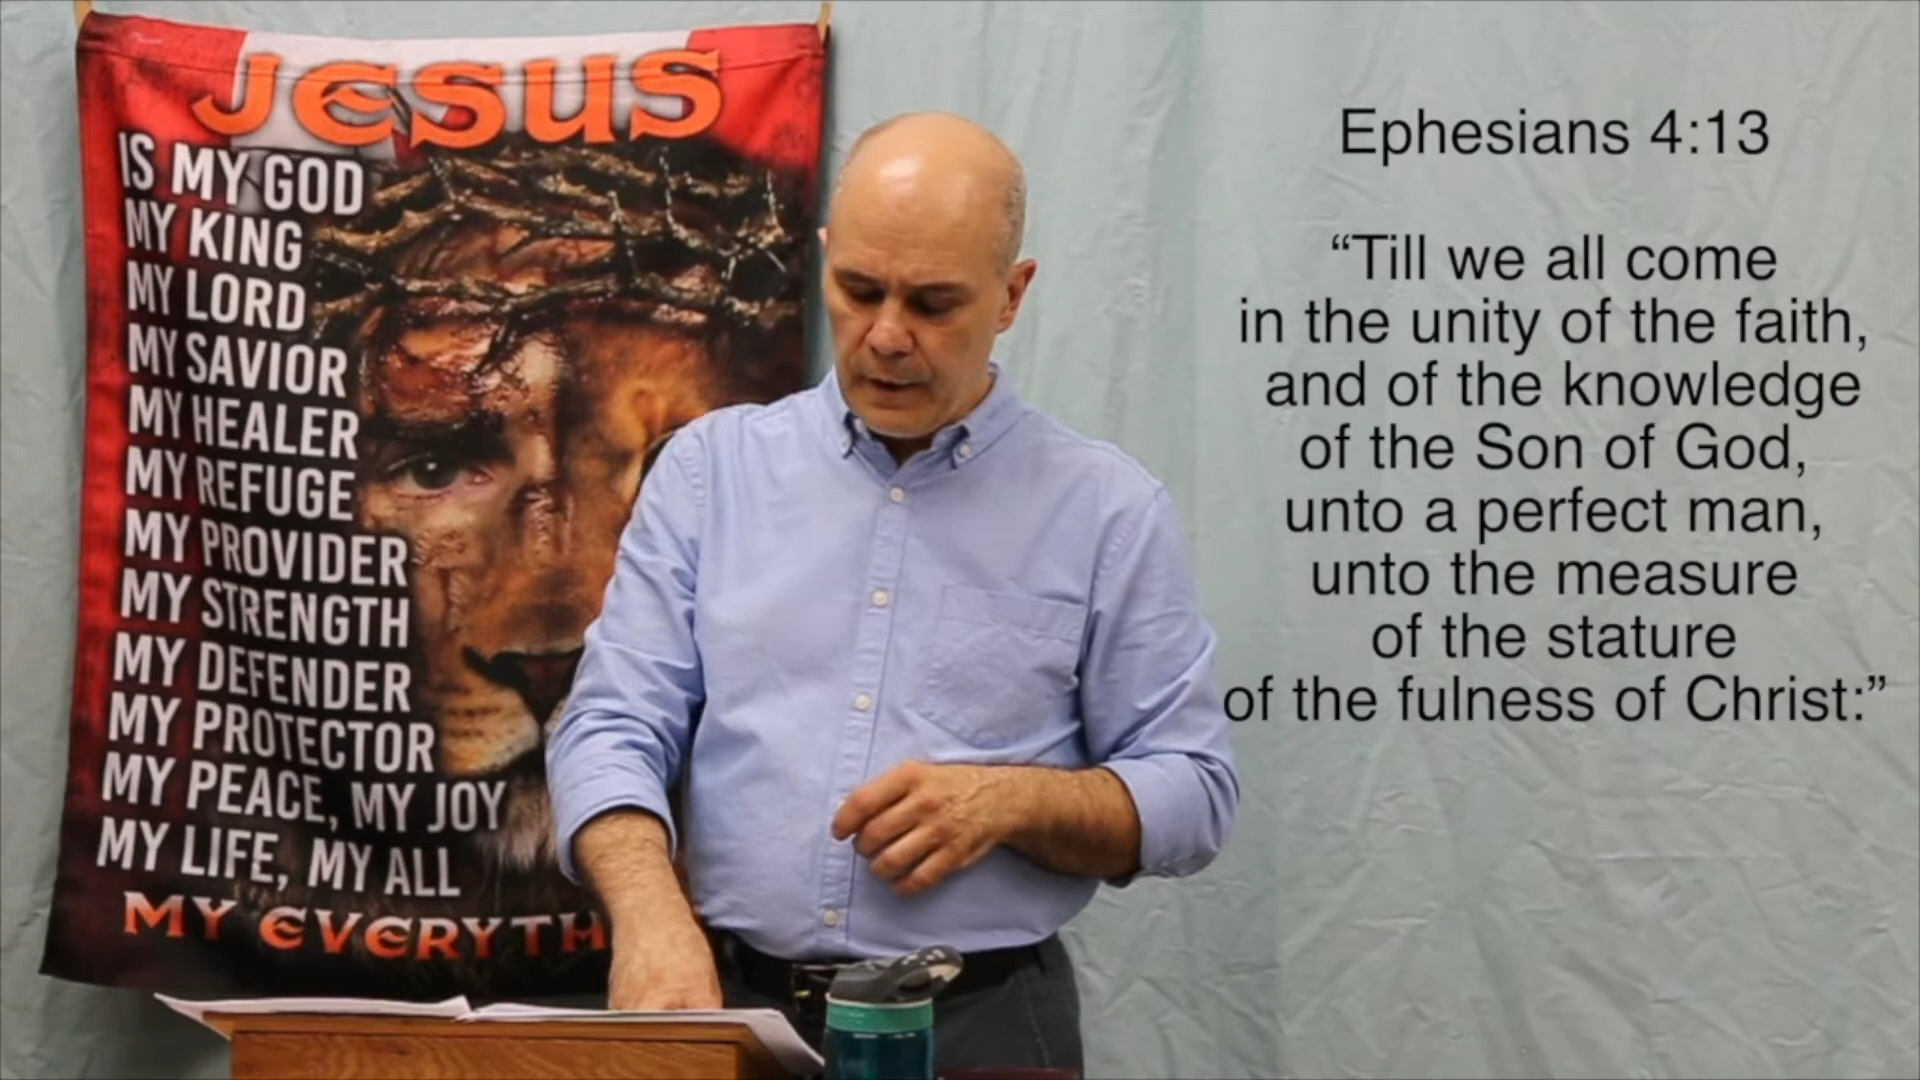 JESUS
IS MY GOD
MY KING
MY LORD
MY SAVIOR
MY HEALER
MY REFUGE
MY PROVIDER
MY STRENGTH
MY DEFENDER
MY PROTECTOR
MY PEACE, MY JOY
MY LIFE, MY ALL
MY EVERYTH
Ephesians 4:13
“Till we all come
in the unity of the faith,
and of the knowledge
of the Son of God,
unto a perfect man,
unto the measure
of the stature
of the fulness of Christ:”